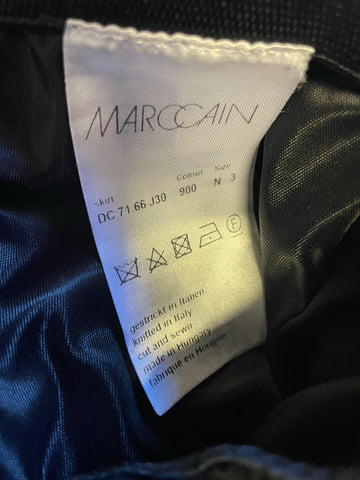 MARCCAIN
Skirt Colour Size
DC 71.66 J30 900 N 3
F
gestrickt in Italien
knitted in Italy
cut and sewn
made in Hungary
fabriqué en Hongrie